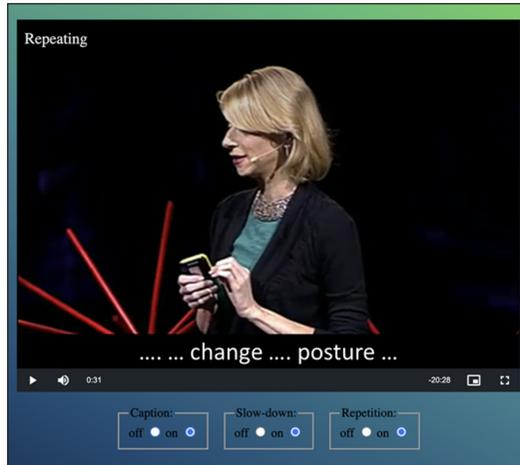 Repeating
.... ... change .... posture ...
0:31
-20:28
Caption: Slow-down: Repetition:
off on off on off on